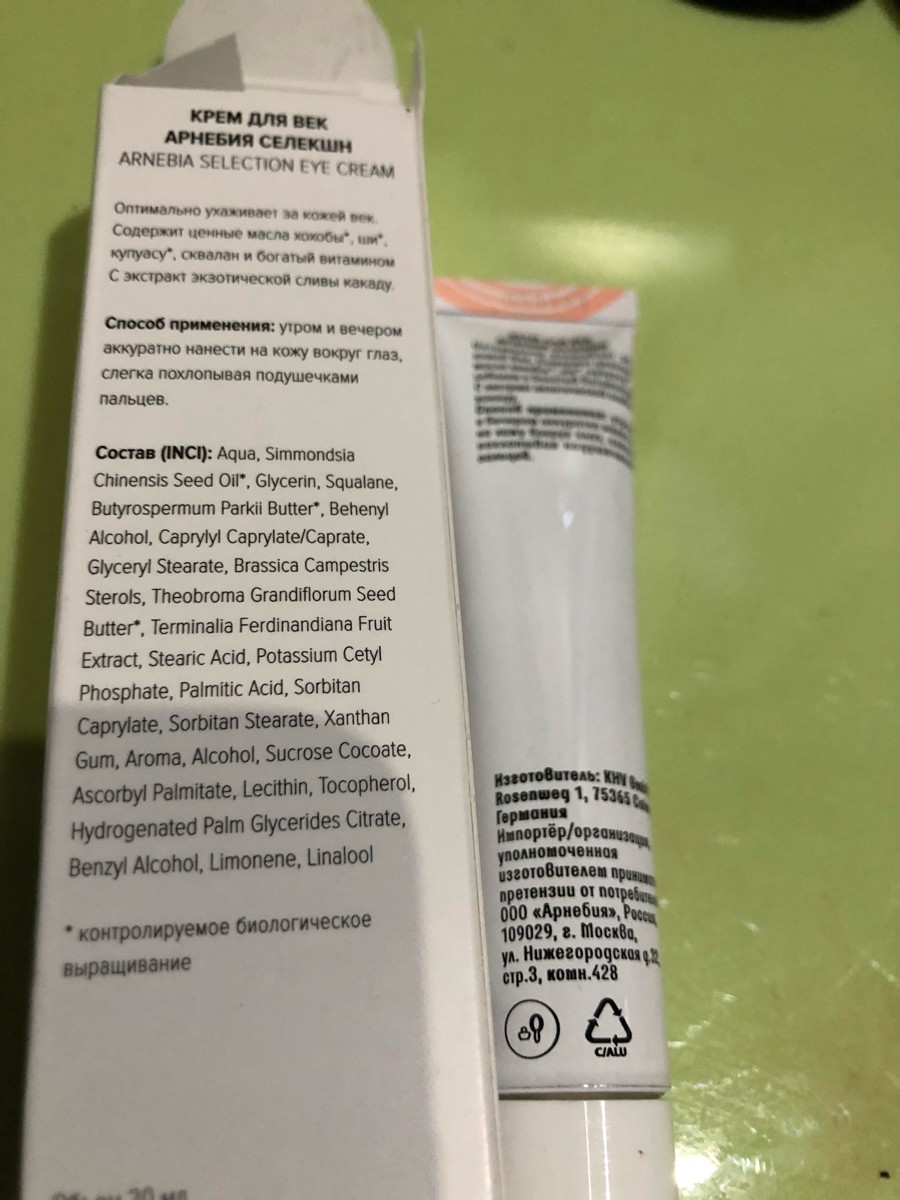 КРЕМ ДЛЯ ВЕК
АРНЕБИЯ СЕЛЕКШН
ARNEBIA SELECTION EYE CREAM
Оптимально ухаживает за кожей век.
Содержит ценные масла хохобы*, ши*,
купуасу*, сквалан и богатый витамином
С экстракт экзотической сливы какаду.
Способ применения: утром и вечером
аккуратно нанести на кожу вокруг глаз,
слегка похлопывая подушечками
пальцев.
Состав (INCI): Aqua, Simmondsia
Chinensis Seed Oil*, Glycerin, Squalane,
Butyrospermum Parkii Butter*, Behenyl
Alcohol, Caprylyl Caprylate/Caprate,
Glyceryl Stearate, Brassica Campestris
Sterols, Theobroma Grandiflorum Seed
Butter*, Terminalia Ferdinandiana Fruit
Extract, Stearic Acid, Potassium Cetyl
Phosphate, Palmitic Acid, Sorbitan
Caprylate, Sorbitan Stearate, Xanthan
Gum, Aroma, Alcohol, Sucrose Cocoate,
Ascorbyl Palmitate, Lecithin, Tocopherol,
Hydrogenated Palm Glycerides Citrate,
Benzyl Alcohol, Limonene, Linalool
* контролируемое биологическое
выращивание
30 мл
Изготовитель: KHV
Rosenweg 1, 75365
Германия
Импортёр/организация,
уполномоченная
изготовителем
претензии от
ООО «Арнебия», Россия,
109029, г. Москва,
ул. Нижегородская
стр.3, комн.428
C/ALU